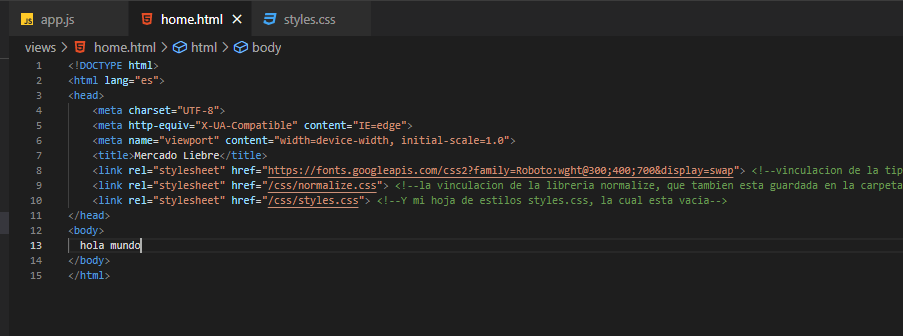 JS app.js home.html styles.css
views > home.html > html > body
1 <!DOCTYPE html>
2 <html lang="es">
3 <head>
4 <meta charset="UTF-8">
5 <meta http-equiv="X-UA-Compatible" content="IE=edge">
6 <meta name="viewport" content="width=device-width, initial-scale=1.0">
7 <title>Mercado Liebre</title>
8 <link rel="stylesheet" href="https://fonts.googleapis.com/css2?family=Roboto:wght@300;400;700&display=swap"> <!--vinculacion de la tip
9 <link rel="stylesheet" href="/css/normalize.css"> <!--la vinculacion de la libreria normalize, que tambien esta guardada en la carpeta
10 <link rel="stylesheet" href="/css/styles.css"> <!--Y mi hoja de estilos styles.css, la cual esta vacia-->
11 </head>
12 <body>
13 hola mundo
14 </body>
15 </html>